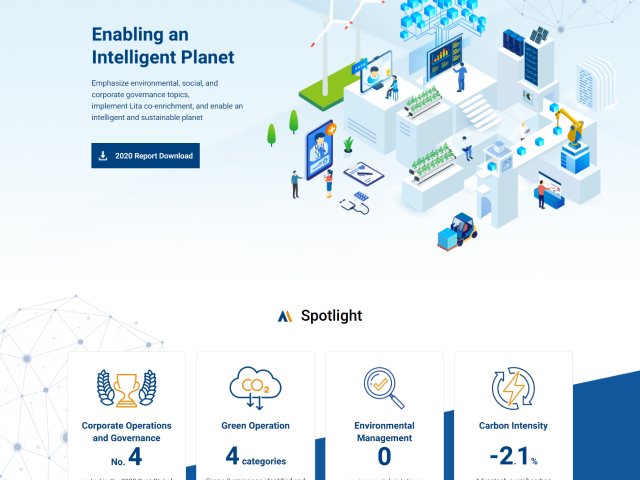 Enabling an
Intelligent Planet
Emphasize environmental, social, and
corporate governance topics,
implement Lita co-enrichment, and enable an
intelligent and sustainable planet
2020 Report Download
Spotlight
Corporate Operations
and Governance
No. 4
CO2
Green Operation
4 categories
Environmental
Management
0
Carbon Intensity
-2.1%